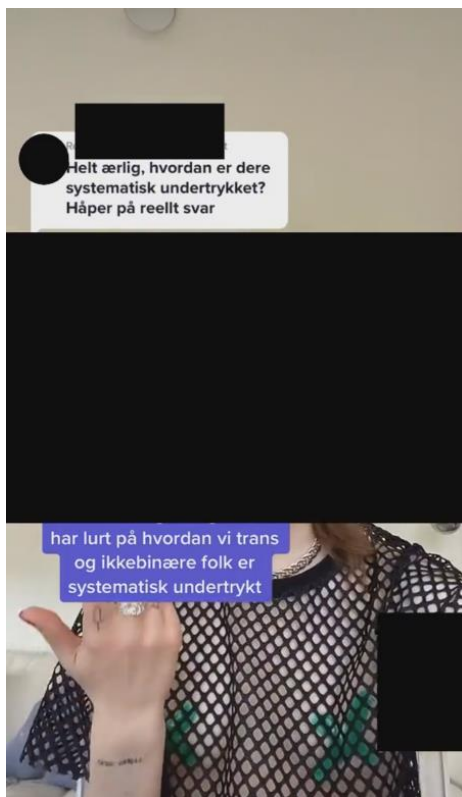 Helt ærlig, hvordan er dere
systematisk undertrykket?
Håper på reellt svar
har lurt på hvordan vi trans
og ikkebinære folk er
systematisk undertrykt